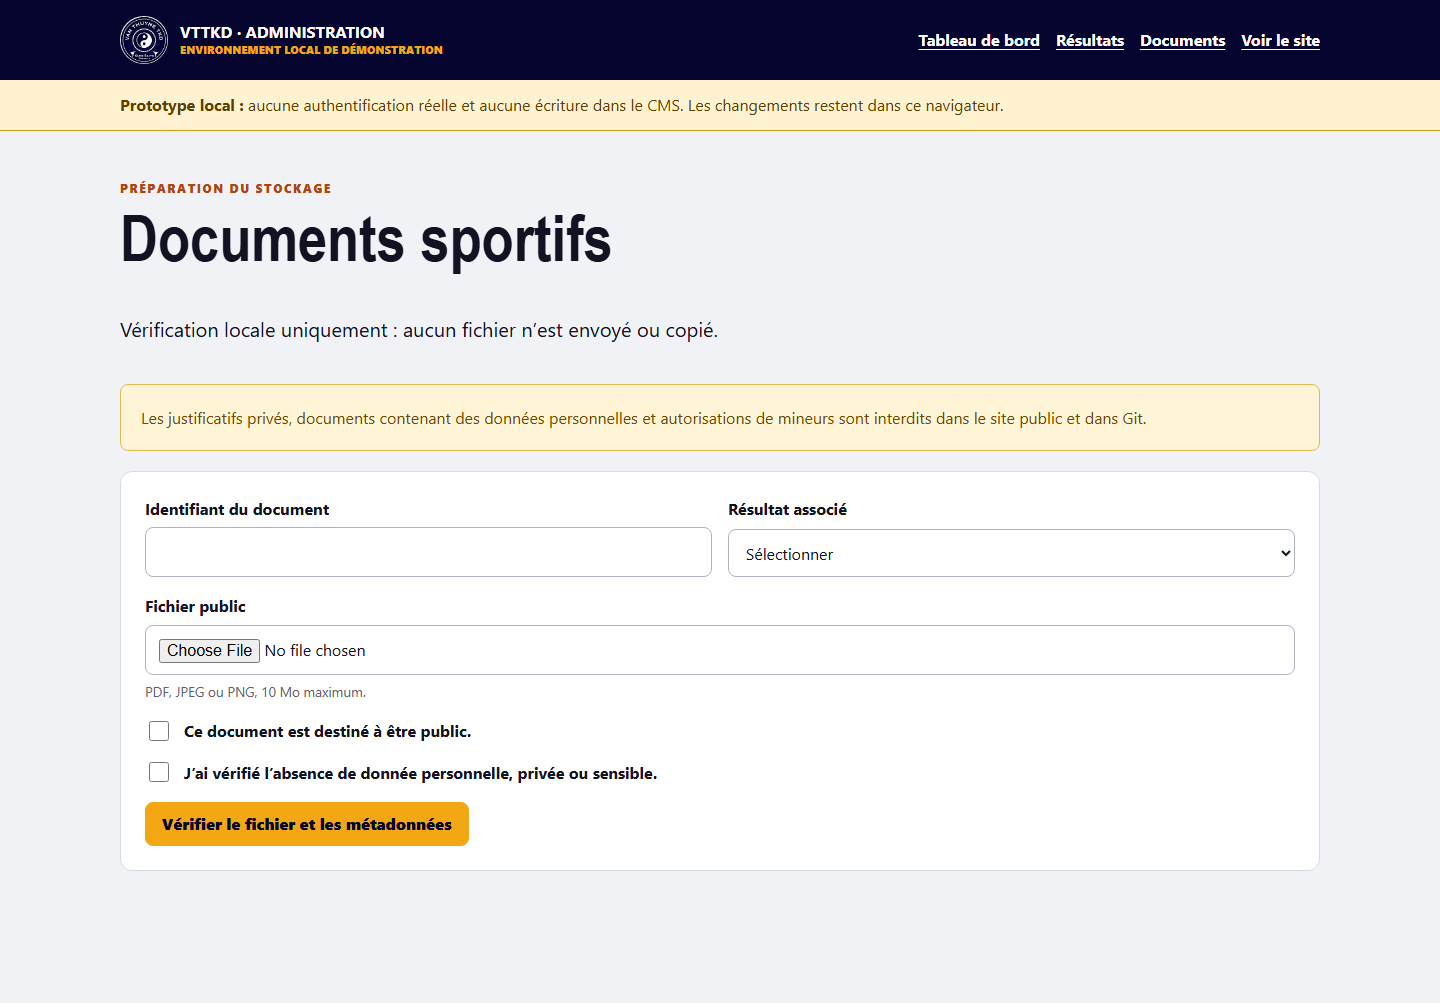 VAN THUYNE TKD
VTTKD · ADMINISTRATION
ENVIRONNEMENT LOCAL DE DÉMONSTRATION
Tableau de bord Résultats Documents Voir le site
Prototype local : aucune authentification réelle et aucune écriture dans le CMS. Les changements restent dans ce navigateur.
PRÉPARATION DU STOCKAGE
Documents sportifs
Vérification locale uniquement : aucun fichier n’est envoyé ou copié.
Les justificatifs privés, documents contenant des données personnelles et autorisations de mineurs sont interdits dans le site public et dans Git.
Identifiant du document
Résultat associé
Sélectionner
Fichier public
Choose File No file chosen
PDF, JPEG ou PNG, 10 Mo maximum.
Ce document est destiné à être public.
J’ai vérifié l’absence de donnée personnelle, privée ou sensible.
Vérifier le fichier et les métadonnées